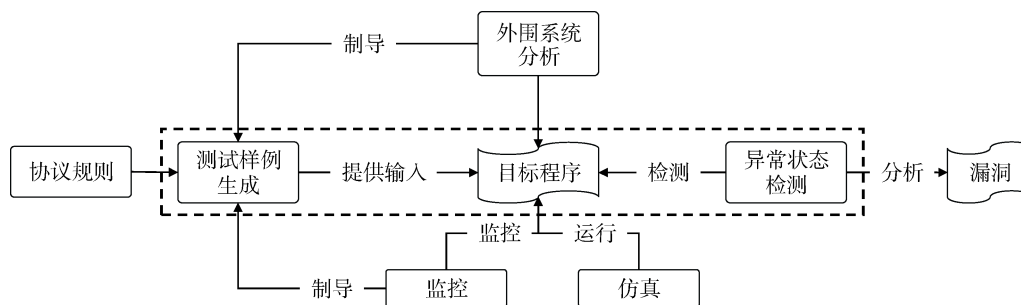 外围系统
分析
制导
协议规则
测试样例
生成
提供输入
目标程序
检测
异常状态
检测
分析
漏洞
监控
运行
制导
监控
仿真